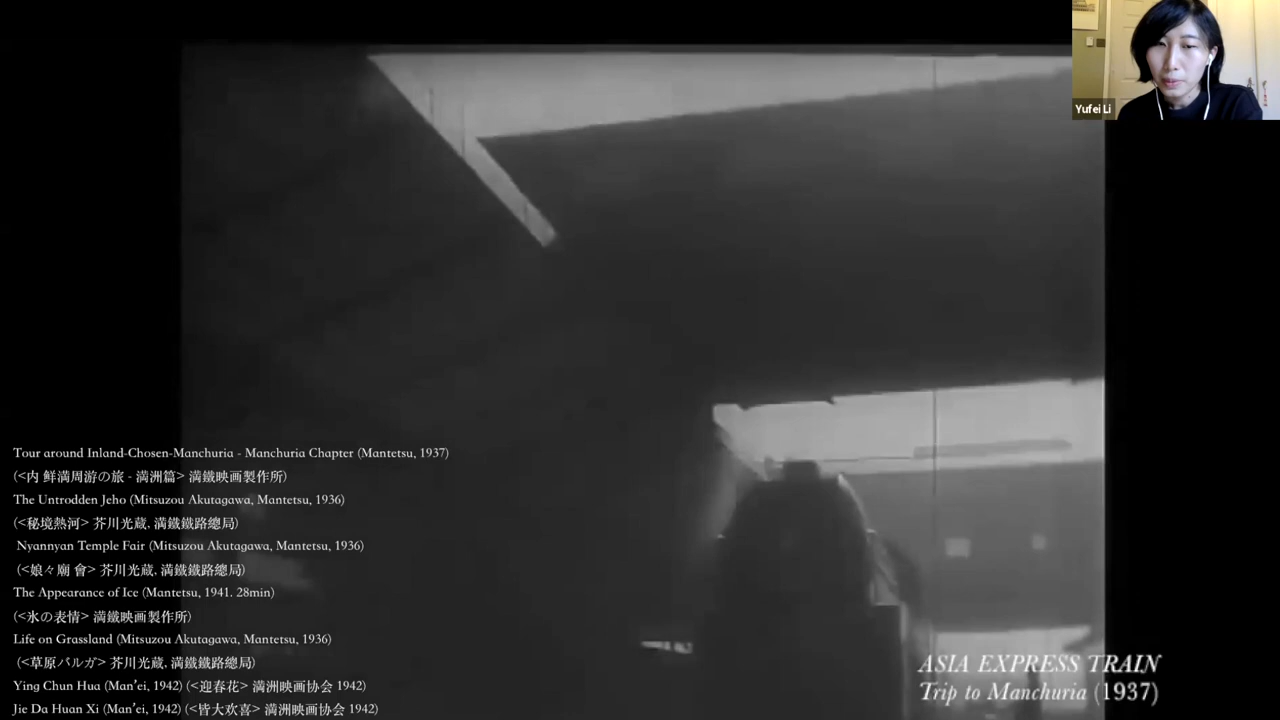 Yufei Li
Tour around Inland-Chosen-Manchuria - Manchuria Chapter (Mantetsu, 1937)
(<内 鮮満周游の旅 - 満洲篇> 満鐵映画製作所)
The Untrodden Jeho (Mitsuzou Akutagawa, Mantetsu, 1936)
(<秘境熱河> 芥川光蔵, 満鐵鐵路總局)
Nyannyan Temple Fair (Mitsuzou Akutagawa, Mantetsu, 1936)
(<娘々廟 會> 芥川光蔵, 満鐵鐵路總局)
The Appearance of Ice (Mantetsu, 1941. 28min)
(<氷の表情> 満鐵映画製作所)
Life on Grassland (Mitsuzou Akutagawa, Mantetsu, 1936)
(<草原バルガ> 芥川光蔵, 満鐵鐵路總局)
Ying Chun Hua (Man'ei, 1942) (<迎春花> 満洲映画协会 1942)
Jie Da Huan Xi (Man'ei, 1942) (<皆大欢喜> 満洲映画协会 1942)
ASIA EXPRESS TRAIN
Trip to Manchuria (1937)